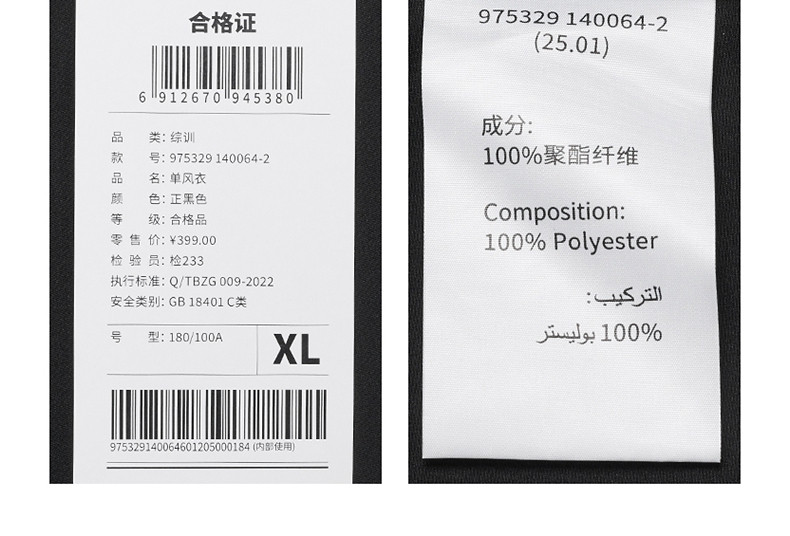 合格证
6 912670 945380
品 类: 综训
款 号: 975329 140064-2
品 名: 单风衣
颜 色: 正黑色
等 级: 合格品
零 售 价: ¥399.00
检 验 员: 检233
执行标准: Q/TBZG 009-2022
安全类别: GB 18401 C类
号 型: 180/100A
XL
975329140064601205000184 (内部使用)
975329 140064-2
(25.01)
成分:
100%聚酯纤维
Composition:
100% Polyester
التركيب:
100% بوليستر